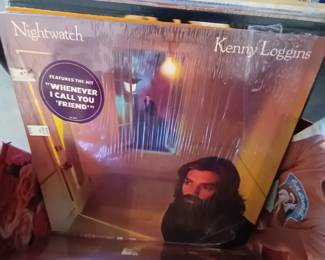 Nightwatch
Kenny Loggins
FEATURES THE HIT
"WHENEVER
I CALL YOU
'FRIEND'"